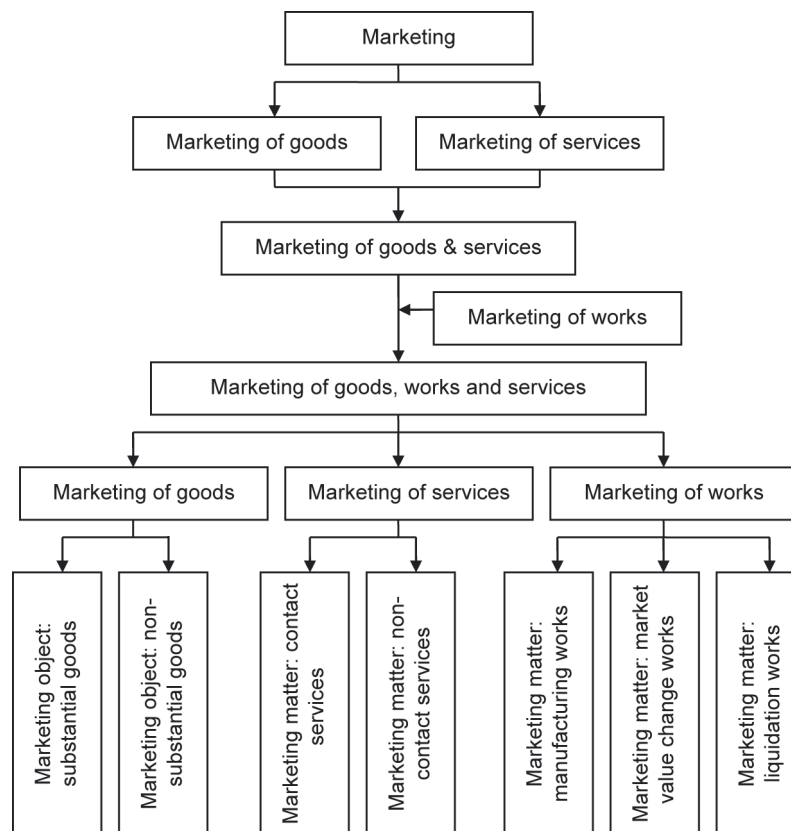 Marketing
Marketing of goods
Marketing of services
Marketing of goods & services
Marketing of works
Marketing of goods, works and services
Marketing of goods
Marketing of services
Marketing of works
Marketing object:
substantial goods
Marketing object: non-
substantial goods
Marketing matter: contact
services
Marketing matter: non-
contact services
Marketing matter:
manufacturing works
Marketing matter: market
value change works
Marketing matter:
liquidation works